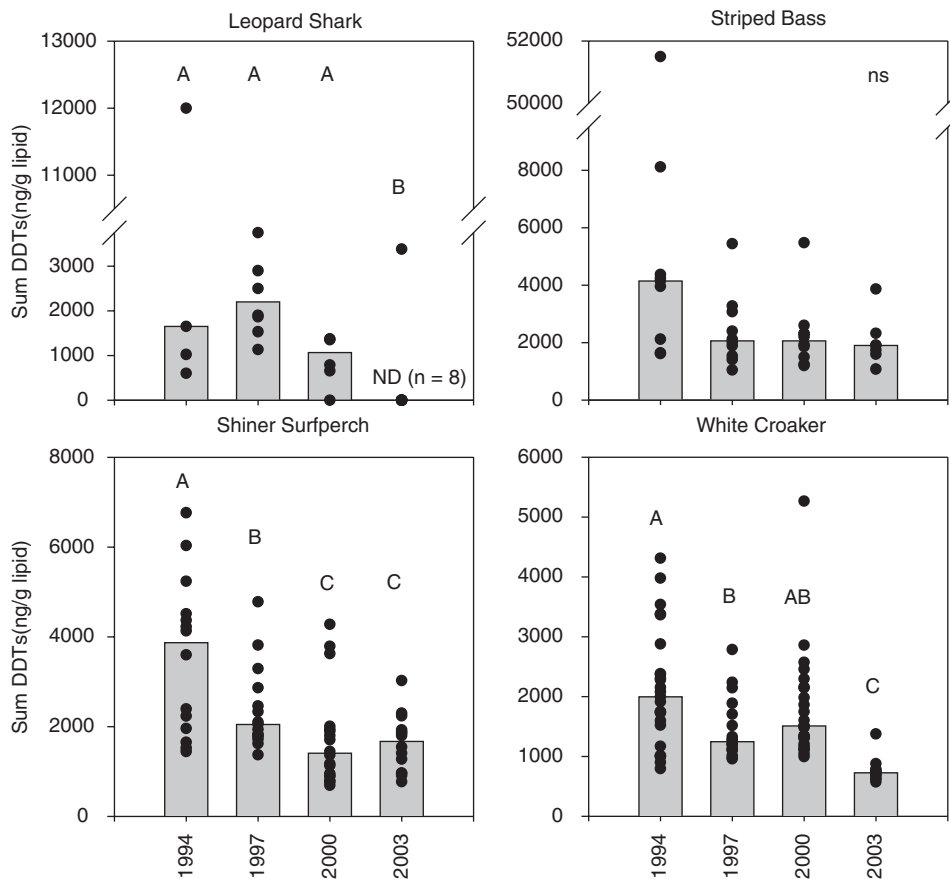 Leopard Shark
Striped Bass
Sum DDTs(ng/g lipid)
13000
12000
11000
3000
2000
1000
0
A
A
A
B
ND (n = 8)
52000
50000
8000
6000
4000
2000
0
ns
Shiner Surfperch
White Croaker
Sum DDTs(ng/g lipid)
8000
6000
4000
2000
0
A
B
C
C
1994
1997
2000
2003
6000
5000
4000
3000
2000
1000
0
A
B
AB
C
1994
1997
2000
2003